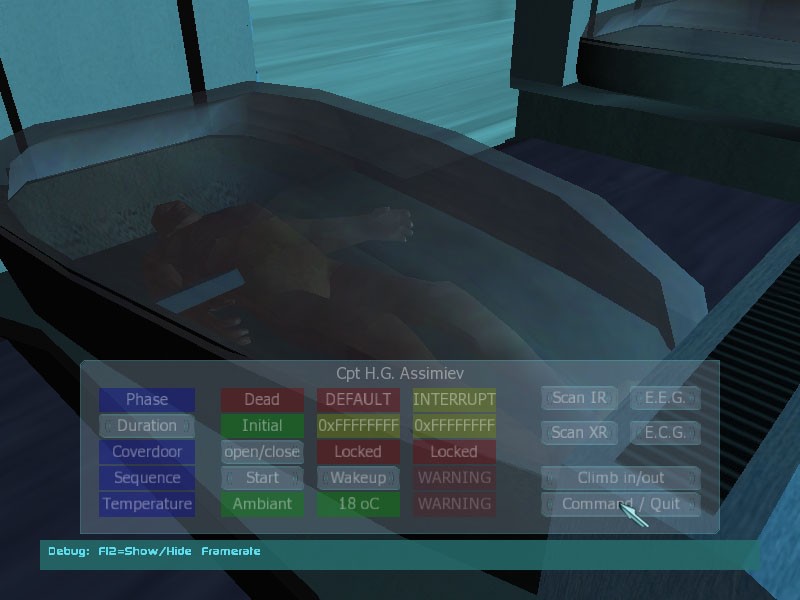 Cpt H.G. Assimiev
Phase Dead DEFAULT INTERRUPT Scan IR E.E.G.
Duration Initial 0xFFFFFFFF 0xFFFFFFFF
Scan XR E.C.G.
Coverdoor open/close Locked Locked
Sequence Start Wakeup WARNING Climb in/out
Temperature Ambiant 18 oC WARNING Command / Quit
Debug: F12=Show/Hide Framerate